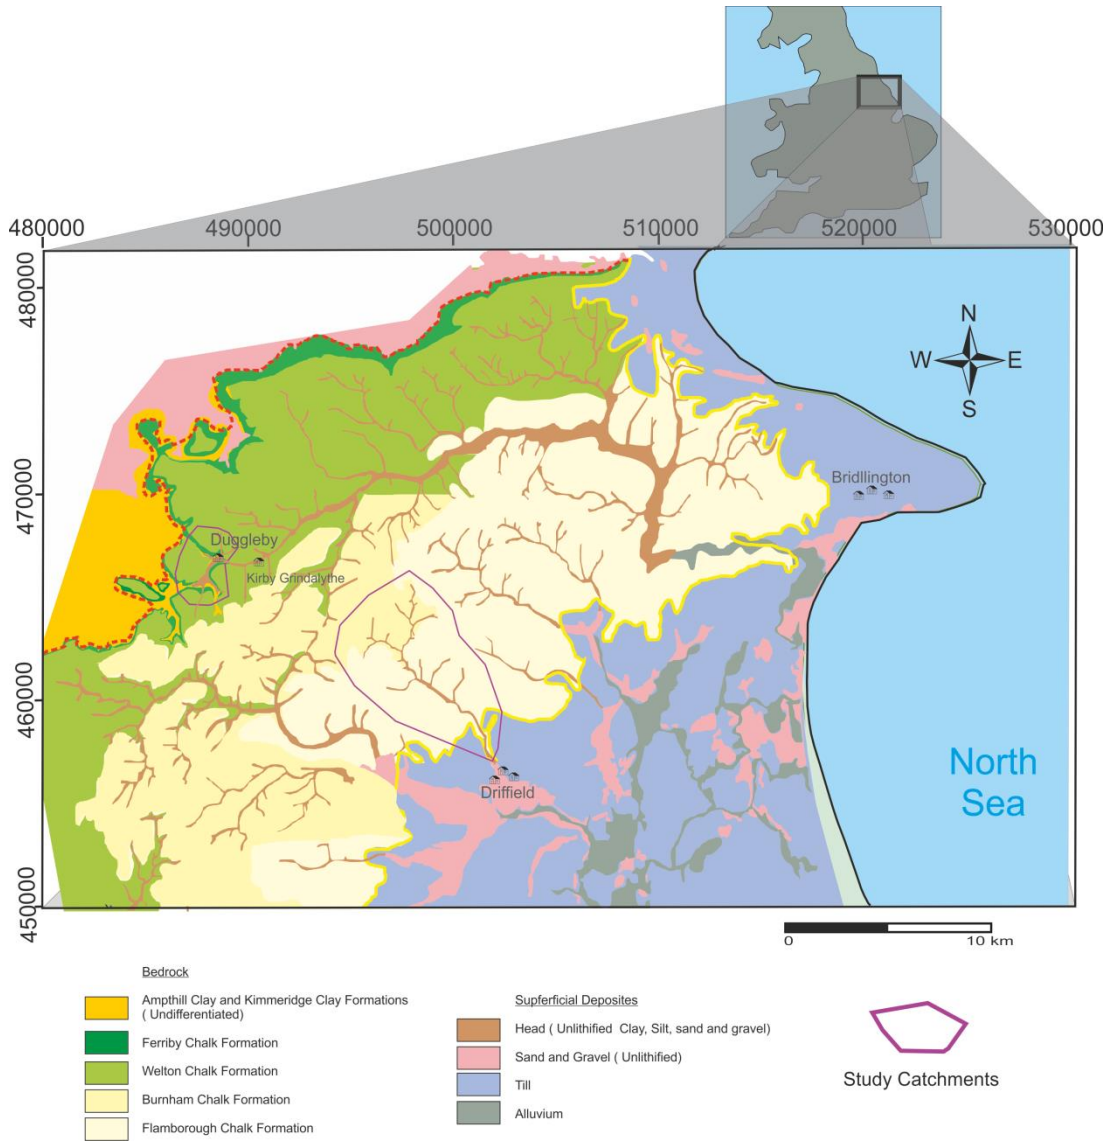 480000 490000 500000 510000 520000 530000
480000
470000
460000
450000
N
W E
S
Bridllington
Duggleby
Kirby Grindalythe
Driffield
North
Sea
0 10 km
Bedrock
Ampthill Clay and Kimmeridge Clay Formations
( Undifferentiated)
Ferriby Chalk Formation
Welton Chalk Formation
Burnham Chalk Formation
Flamborough Chalk Formation
Supferficial Deposites
Head ( Unlithified Clay, Silt, sand and gravel)
Sand and Gravel ( Unlithified)
Till
Alluvium
Study Catchments